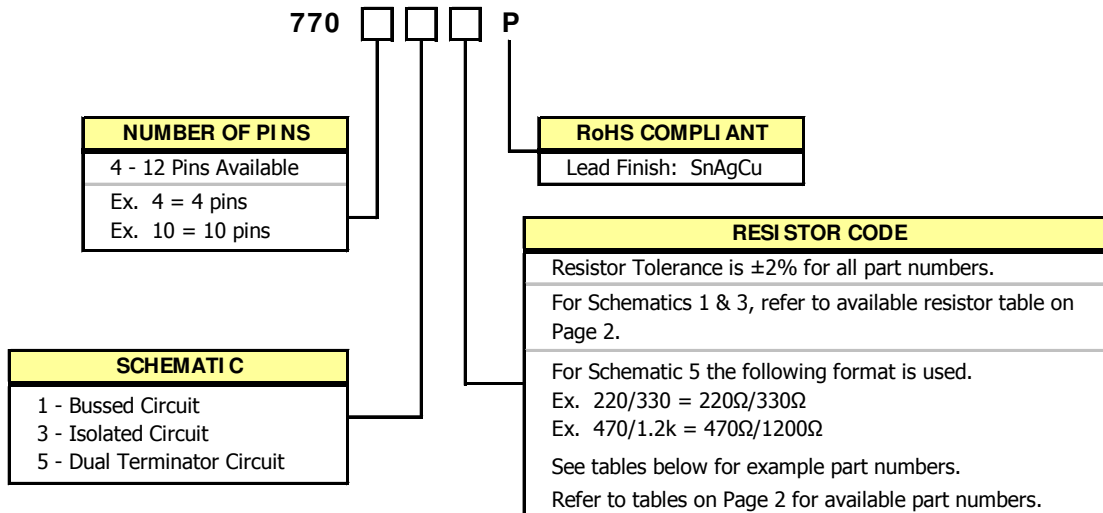 770 P
NUMBER OF PINS
4 - 12 Pins Available
Ex. 4 = 4 pins
Ex. 10 = 10 pins
RoHS COMPLIANT
Lead Finish: SnAgCu
SCHEMATIC
1 - Bussed Circuit
3 - Isolated Circuit
5 - Dual Terminator Circuit
RESISTOR CODE
Resistor Tolerance is ±2% for all part numbers.
For Schematics 1 & 3, refer to available resistor table on
Page 2.
For Schematic 5 the following format is used.
Ex. 220/330 = 220Ω/330Ω
Ex. 470/1.2k = 470Ω/1200Ω
See tables below for example part numbers.
Refer to tables on Page 2 for available part numbers.